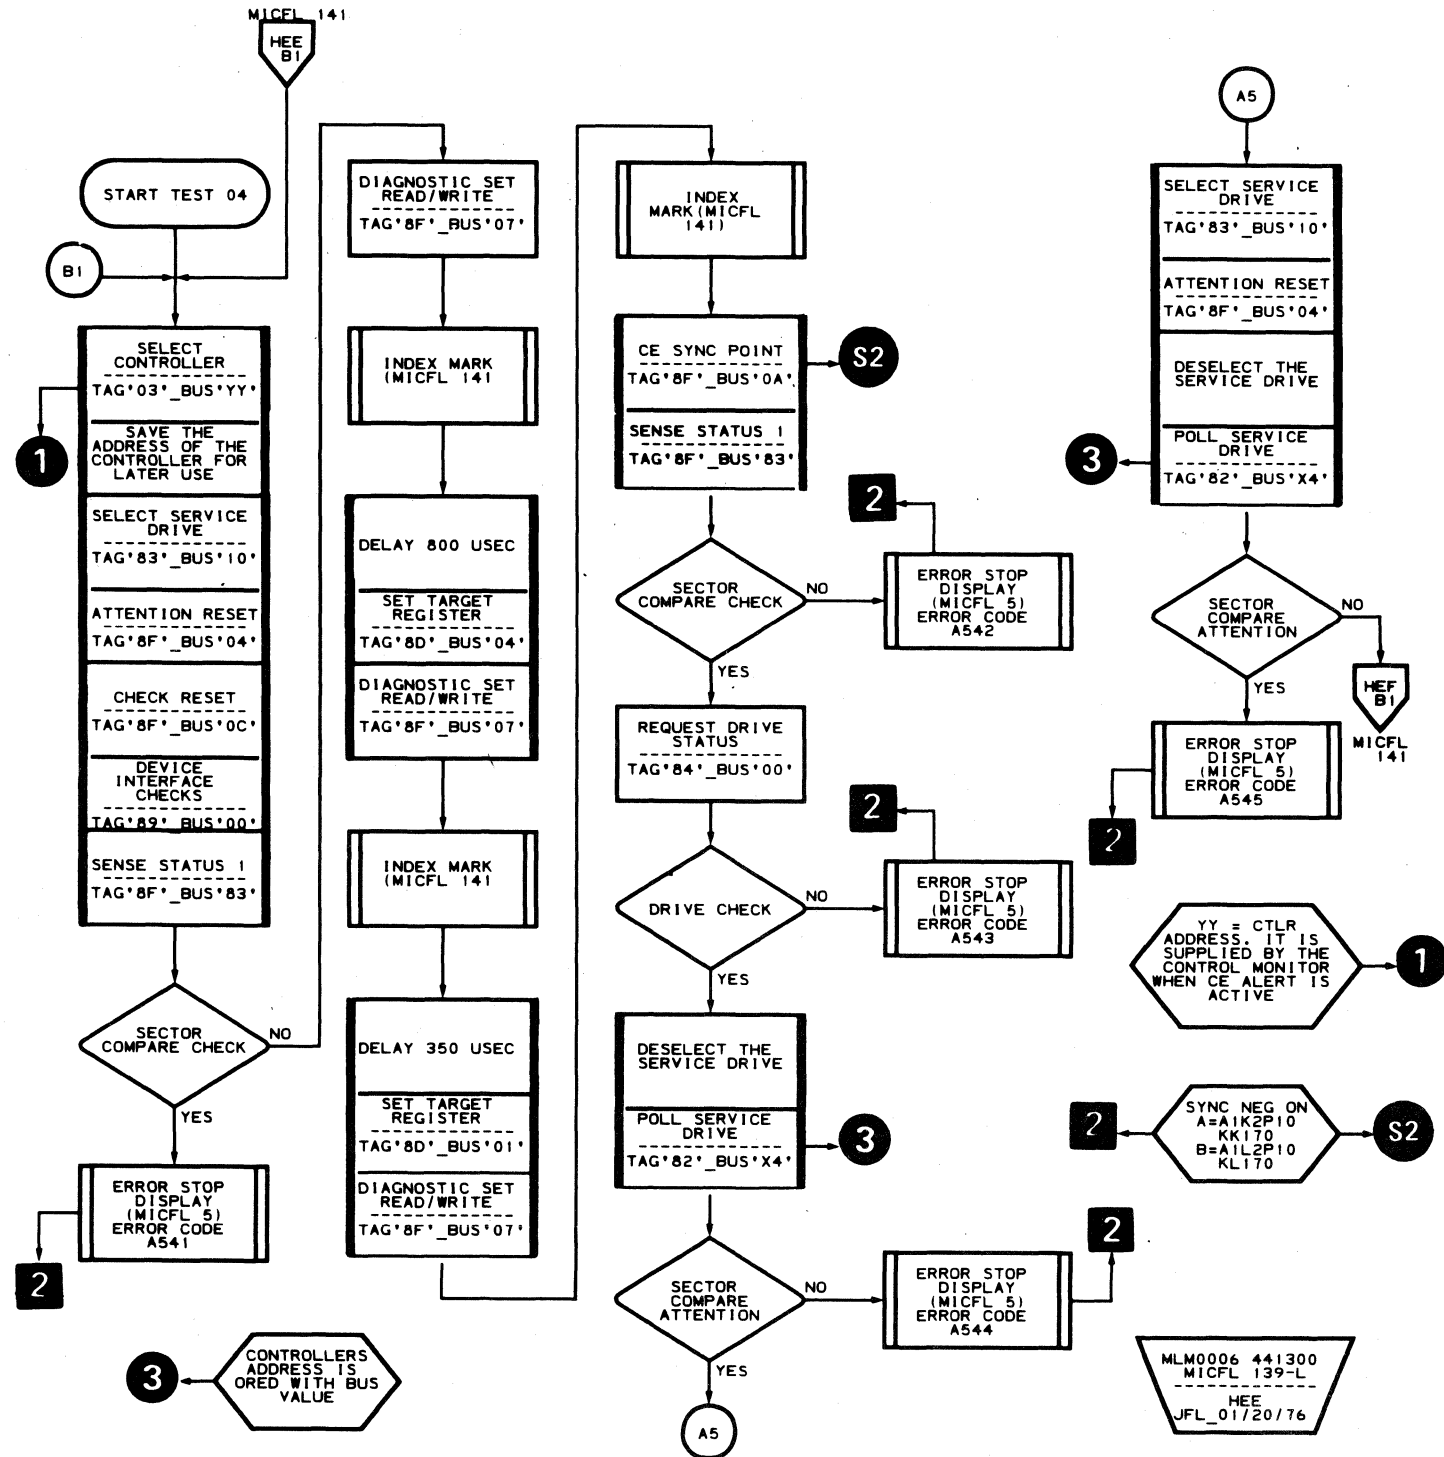 MICFL 141
HEE
B1
START TEST 04
B1
SELECT
CONTROLLER
TAG'03'_BUS'YY'
1
SAVE THE
ADDRESS OF THE
CONTROLLER FOR
LATER USE
SELECT SERVICE
DRIVE
TAG'83'_BUS'10'
ATTENTION RESET
TAG'8F'_BUS'04'
CHECK RESET
TAG'8F'_BUS'0C'
DEVICE
INTERFACE
CHECKS
TAG'89'_BUS'00'
SENSE STATUS 1
TAG'8F'_BUS'83'
SECTOR
COMPARE CHECK
NO
YES
ERROR STOP
DISPLAY
(MICFL 5)
ERROR CODE
A541
2
3
CONTROLLERS
ADDRESS IS
ORED WITH BUS
VALUE
DIAGNOSTIC SET
READ/WRITE
TAG'8F'_BUS'07'
INDEX MARK
(MICFL 141
DELAY 800 USEC
SET TARGET
REGISTER
TAG'8D'_BUS'04'
DIAGNOSTIC SET
READ/WRITE
TAG'8F'_BUS'07'
INDEX MARK
(MICFL 141
DELAY 350 USEC
SET TARGET
REGISTER
TAG'8D'_BUS'01'
DIAGNOSTIC SET
READ/WRITE
TAG'8F'_BUS'07'
INDEX
MARK(MICFL
141)
CE SYNC POINT
TAG'8F'_BUS'0A'
S2
SENSE STATUS 1
TAG'8F'_BUS'83'
SECTOR
COMPARE CHECK
NO
YES
2
ERROR STOP
DISPLAY
(MICFL 5)
ERROR CODE
A542
REQUEST DRIVE
STATUS
TAG'84'_BUS'00'
DRIVE CHECK
NO
YES
2
ERROR STOP
DISPLAY
(MICFL 5)
ERROR CODE
A543
DESELECT THE
SERVICE DRIVE
POLL SERVICE
DRIVE
TAG'82'_BUS'X4'
3
SECTOR
COMPARE
ATTENTION
NO
YES
2
ERROR STOP
DISPLAY
(MICFL 5)
ERROR CODE
A544
A5
A5
SELECT SERVICE
DRIVE
TAG'83'_BUS'10'
ATTENTION RESET
TAG'8F'_BUS'04'
DESELECT THE
SERVICE DRIVE
POLL SERVICE
DRIVE
TAG'82'_BUS'X4'
3
SECTOR
COMPARE
ATTENTION
NO
YES
HEF
B1
MICFL
141
ERROR STOP
DISPLAY
(MICFL 5)
ERROR CODE
A545
2
YY = CTLR
ADDRESS. IT IS
SUPPLIED BY THE
CONTROL MONITOR
WHEN CE ALERT IS
ACTIVE
1
2
SYNC NEG ON
A=A1K2P10
KK170
B=A1L2P10
KL170
S2
MLM0006 441300
MICFL 139-L
HEE
JFL_01/20/76